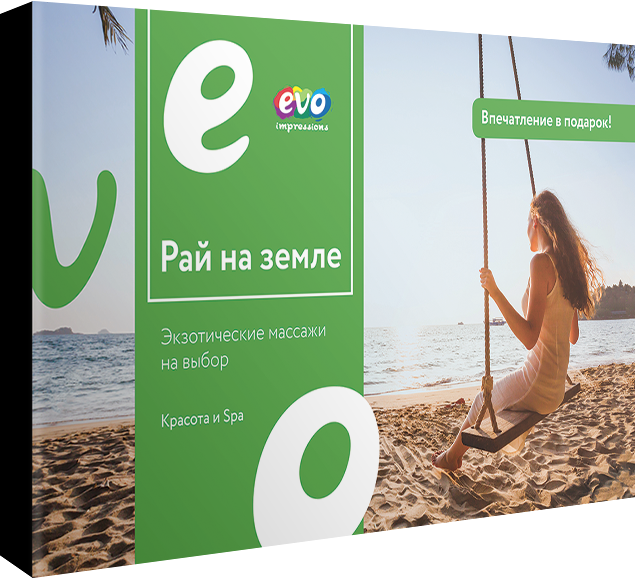 e
evo
impressions
Впечатление в подарок!
v
Рай на земле
Экзотические массажи
на выбор
Красота и Spa
o